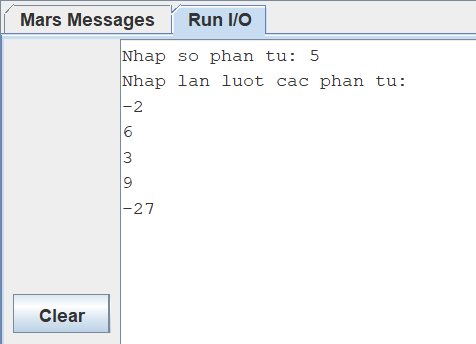 Mars Messages Run I/O
Nhap so phan tu: 5
Nhap lan luot cac phan tu:
-2
6
3
9
-27
Clear